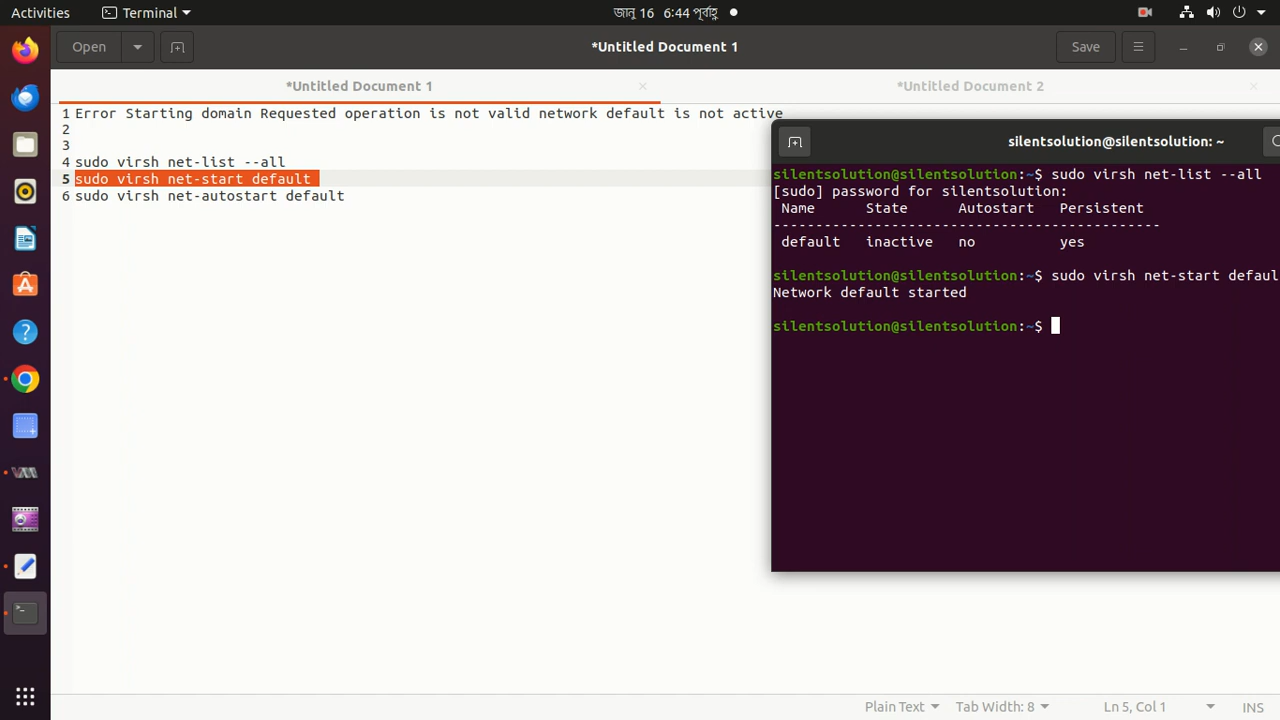 Activities
Terminal
জানু 16 6:44 পূর্বাহ্ণ
Open
*Untitled Document 1
Save
*Untitled Document 1
*Untitled Document 2
1 Error Starting domain Requested operation is not valid network default is not active
2
3
4 sudo virsh net-list --all
5 sudo virsh net-start default
6 sudo virsh net-autostart default
silentsolution@silentsolution: ~
silentsolution@silentsolution:~$ sudo virsh net-list --all
[sudo] password for silentsolution:
Name State Autostart Persistent
----------------------------------------------
default inactive no yes
silentsolution@silentsolution:~$ sudo virsh net-start defaul
Network default started
silentsolution@silentsolution:~$
Plain Text
Tab Width: 8
Ln 5, Col 1
INS